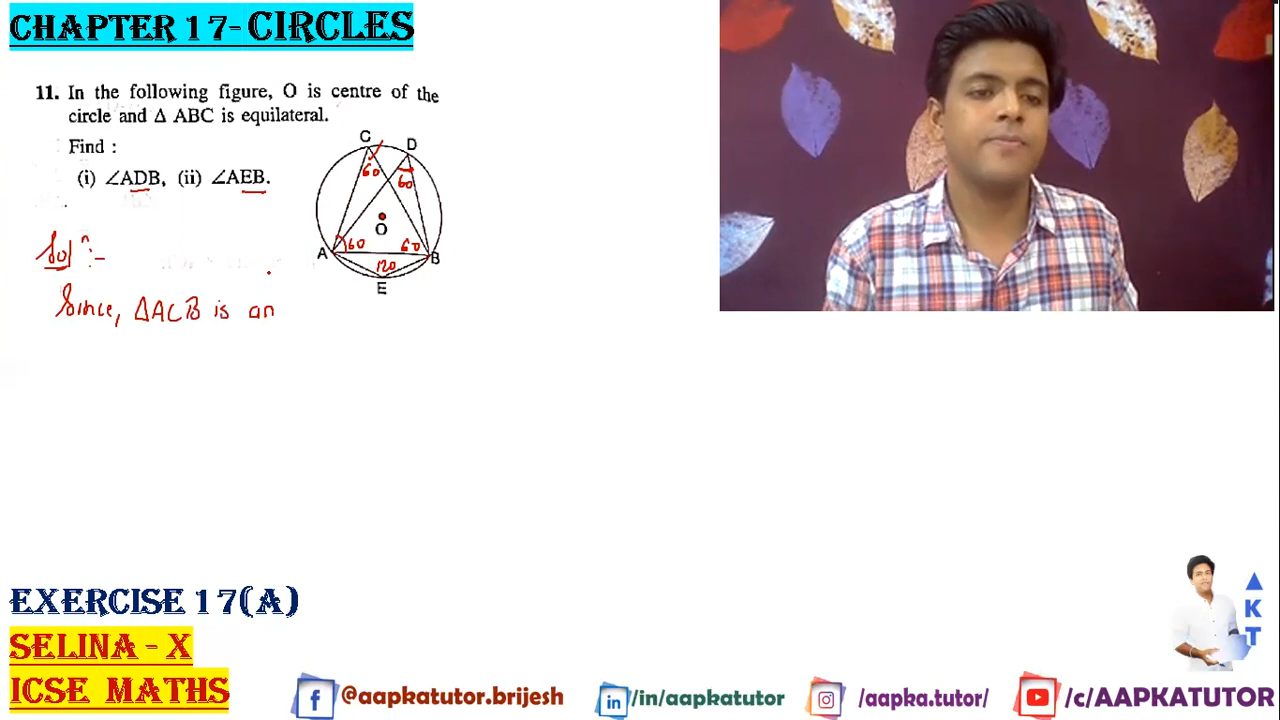 CHAPTER 17- CIRCLES
11. In the following figure, O is centre of the
circle and Δ ABC is equilateral.
Find :
(i) ∠ADB, (ii) ∠AEB.
C D
60
60
O
A 60 60 B
120
E
Solⁿ:-
Since, ΔACB is an
EXERCISE 17(A)
SELINA - X
ICSE MATHS
@aapkatutor.brijesh
/in/aapkatutor
/aapka.tutor/
/c/AAPKATUTOR
A
K
T